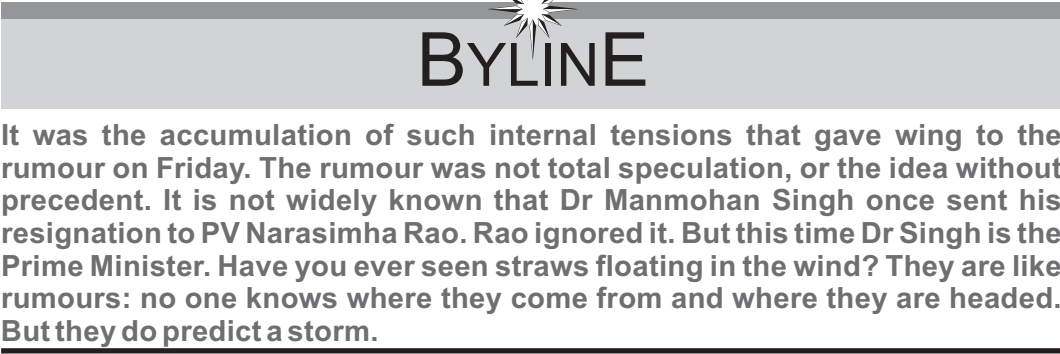 BYLINE
It was the accumulation of such internal tensions that gave wing to the
rumour on Friday. The rumour was not total speculation, or the idea without
precedent. It is not widely known that Dr Manmohan Singh once sent his
resignation to PV Narasimha Rao. Rao ignored it. But this time Dr Singh is the
Prime Minister. Have you ever seen straws floating in the wind? They are like
rumours: no one knows where they come from and where they are headed.
But they do predict a storm.